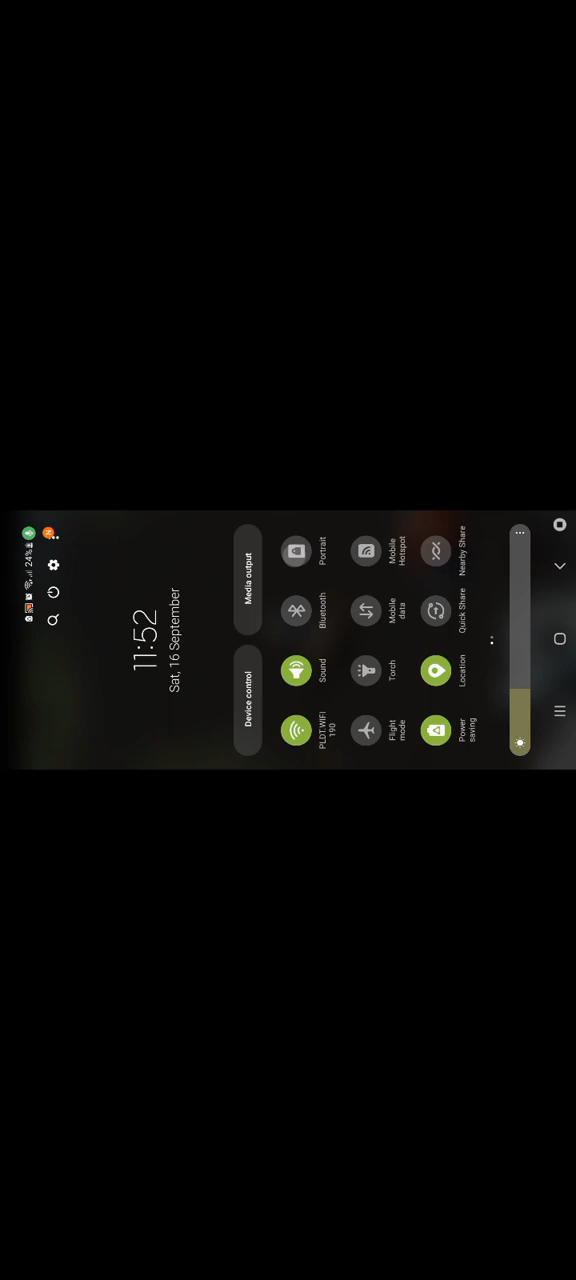 24%
11:52
Sat, 16 September
Device control
Media output
PLDT.WIFI
190
Sound
Bluetooth
Portrait
Flight
mode
Torch
Mobile
data
Mobile
Hotspot
Power
saving
Location
Quick Share
Nearby Share